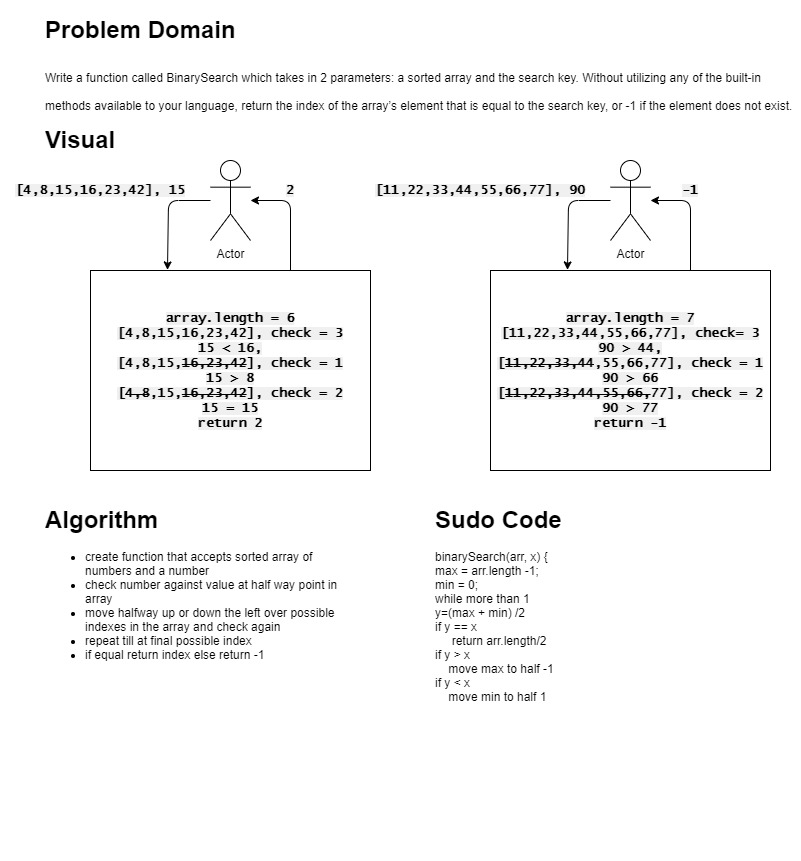 Problem Domain
Write a function called BinarySearch which takes in 2 parameters: a sorted array and the search key. Without utilizing any of the built-in
methods available to your language, return the index of the array's element that is equal to the search key, or -1 if the element does not exist.
Visual
[4,8,15,16,23,42], 15
2
Actor
array.length = 6
[4,8,15,16,23,42], check = 3
15 < 16,
[4,8,15,16,23,42], check = 1
15 > 8
[4,8,15,16,23,42], check = 2
15 = 15
return 2
[11,22,33,44,55,66,77], 90
-1
Actor
array.length = 7
[11,22,33,44,55,66,77], check= 3
90 > 44,
[11,22,33,44,55,66,77], check = 1
90 > 66
[11,22,33,44,55,66,77], check = 2
90 > 77
return -1
Algorithm
• create function that accepts sorted array of
numbers and a number
• check number against value at half way point in
array
• move halfway up or down the left over possible
indexes in the array and check again
• repeat till at final possible index
• if equal return index else return -1
Sudo Code
binarySearch(arr, x) {
max = arr.length -1;
min = 0;
while more than 1
y=(max + min) /2
if y == x
return arr.length/2
if y > x
move max to half -1
if y < x
move min to half 1